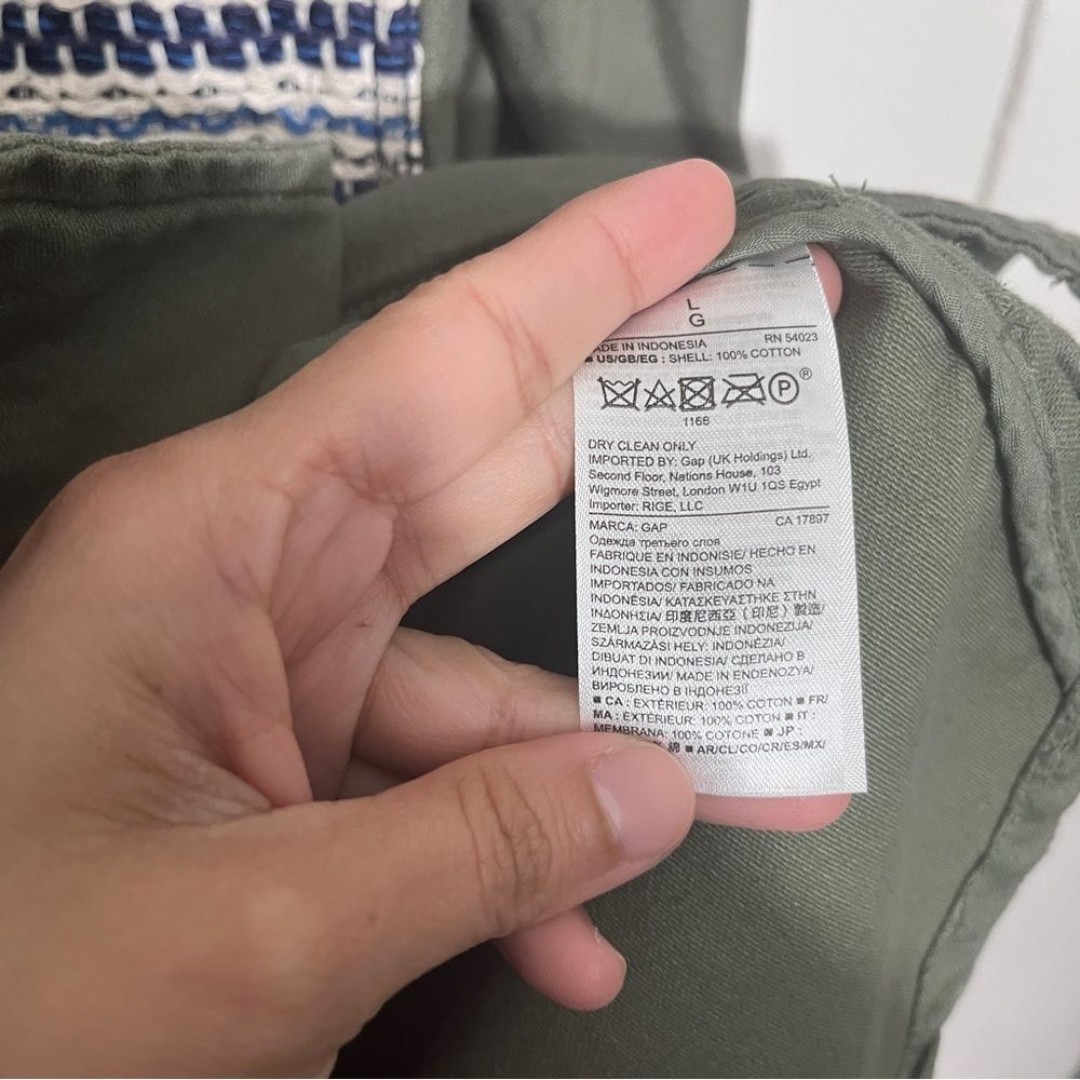 L
G
ADE IN INDONESIA RN 54023
■ US/GB/EG : SHELL: 100% COTTON
P ®
1166
DRY CLEAN ONLY
IMPORTED BY: Gap (UK Holdings) Ltd.
Second Floor, Nations House, 103
Wigmore Street, London W1U 1QS Egypt
Importer: RIGE, LLC
MARCA: GAP CA 17897
Одежда третьего слоя
FABRIQUE EN INDONISIE/ HECHO EN
INDONESIA CON INSUMOS
IMPORTADOS/ FABRICADO NA
INDONÉSIA/ ΚΑΤΑΣΚΕΥΑΣΤΗΚΕ ΣΤΗΝ
ΙΝΔΟΝΗΣΙΑ/ 印度尼西亞 (印尼) 製造/
ZEMLJA PROIZVODNJE INDONEZIJA/
SZÁRMAZÁSI HELY: INDONÉZIA/
DIBUAT DI INDONESIA/ СДЕЛАНО В
ИНДОНЕЗИИ/ MADE IN ENDENOZYA/
ВИРОБЛЕНО В ІНДОНЕЗІЇ
■ CA : EXTÉRIEUR: 100% COTON ■ FR/
MA : EXTÉRIEUR: 100% COTON ■ IT :
MEMBRANA: 100% COTONE ■ JP :
綿 ■ AR/CL/CO/CR/ES/MX/